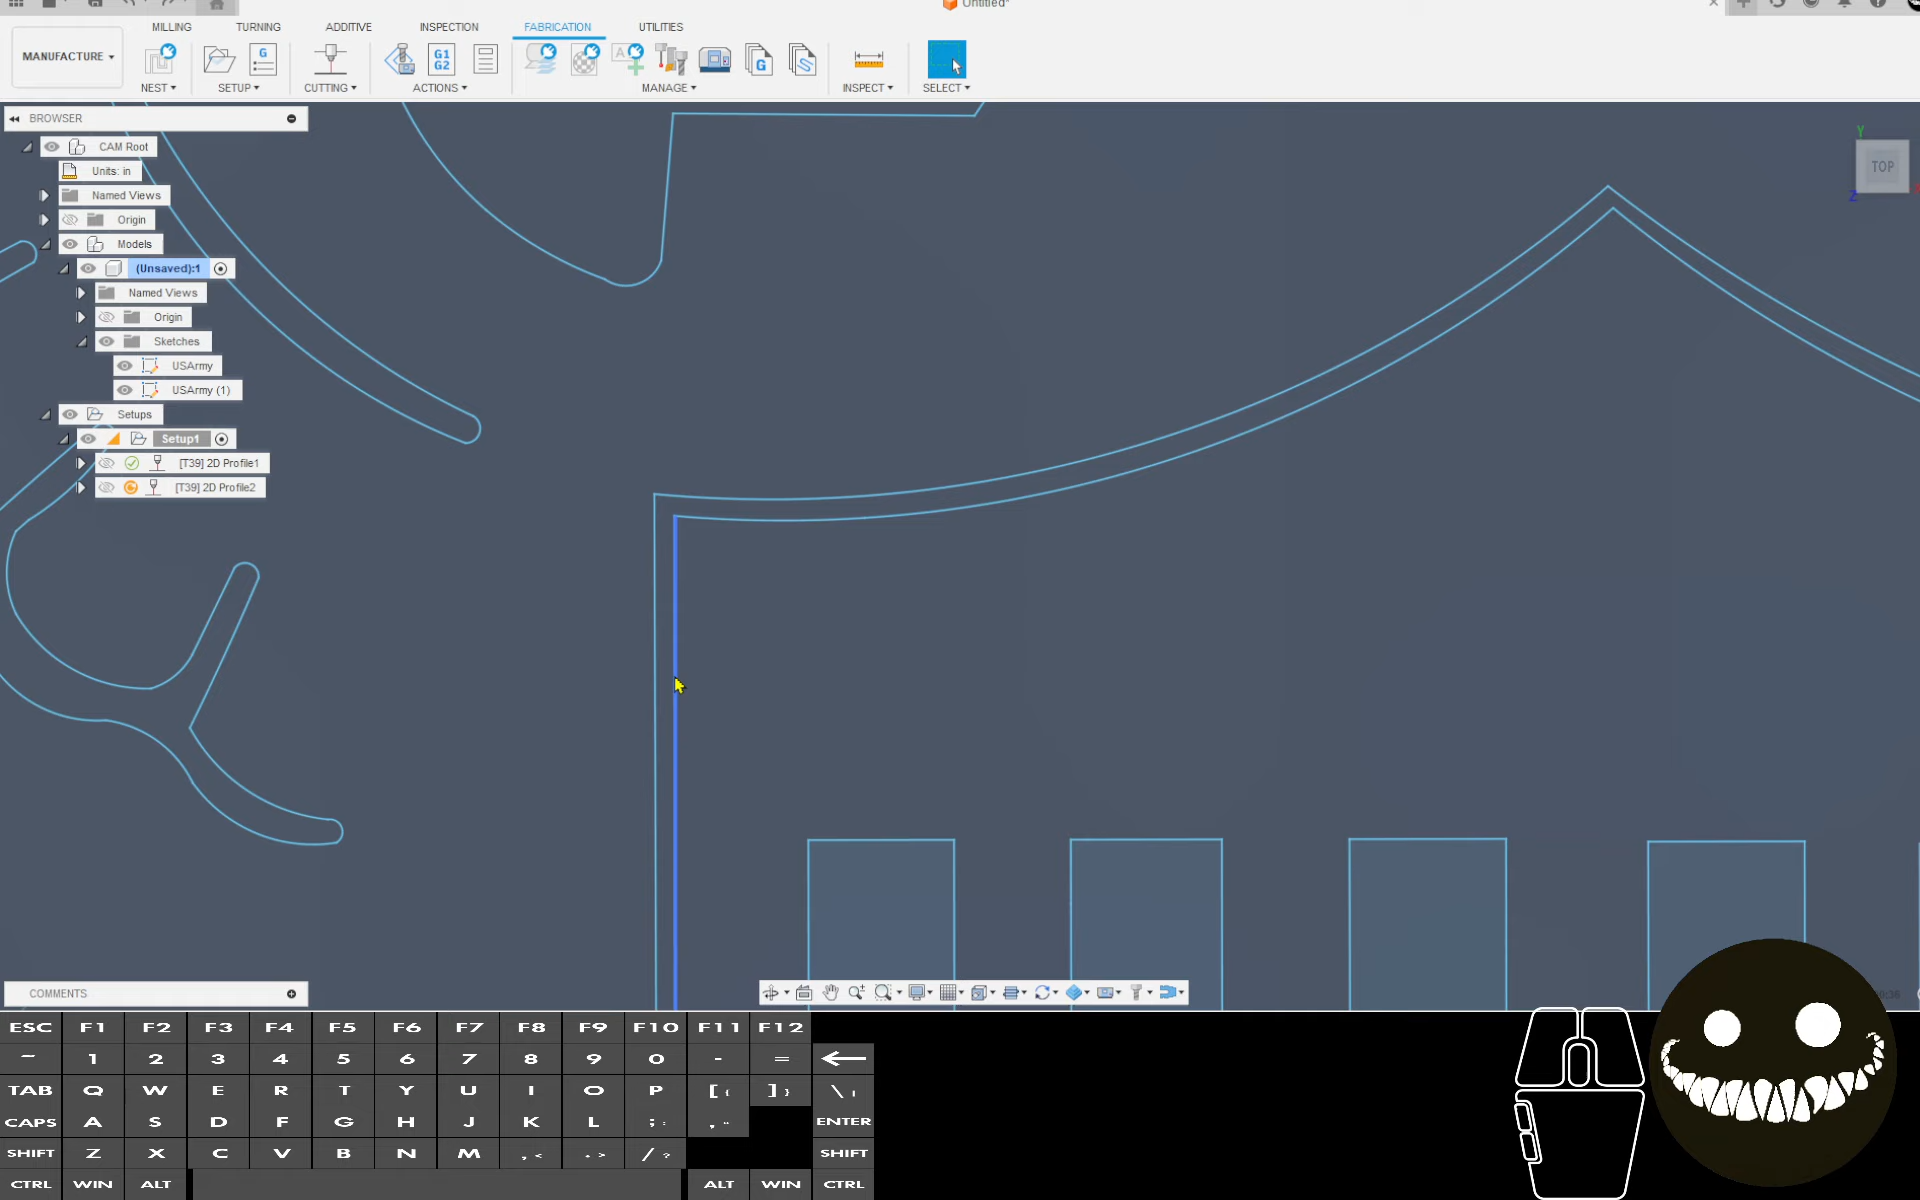 Untitled*
MILLING TURNING ADDITIVE INSPECTION FABRICATION UTILITIES
MANUFACTURE
G G1 G2 A G S
NEST SETUP CUTTING ACTIONS MANAGE INSPECT SELECT
BROWSER
CAM Root
Units: in
Named Views
Origin
Models
(Unsaved):1
Named Views
Origin
Sketches
USArmy
USArmy (1)
Setups
Setup1
[T39] 2D Profile1
[T39] 2D Profile2
Y
TOP
Z
COMMENTS
ESC F1 F2 F3 F4 F5 F6 F7 F8 F9 F10 F11 F12
~ 1 2 3 4 5 6 7 8 9 0 - =
TAB Q W E R T Y U I O P [{ ]} \|
CAPS A S D F G H J K L ;: ,"
ENTER
SHIFT Z X C V B N M ,< .> /? SHIFT
CTRL WIN ALT ALT WIN CTRL